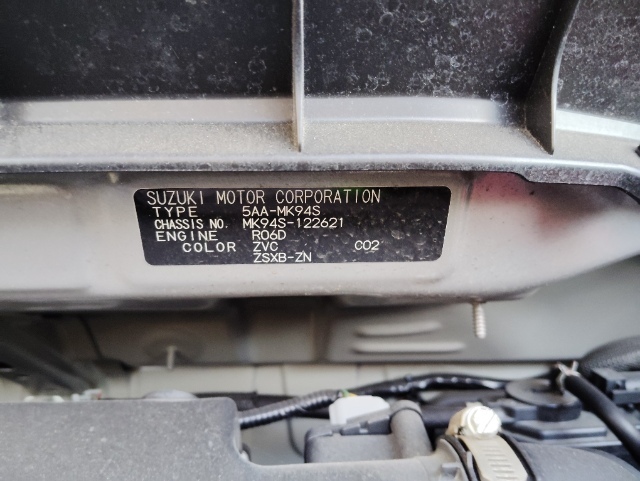 SUZUKI MOTOR CORPORATION
TYPE 5AA-MK94S
CHASSIS NO. MK94S-122621
ENGINE R06D
COLOR ZVC C02
ZSXB-ZN